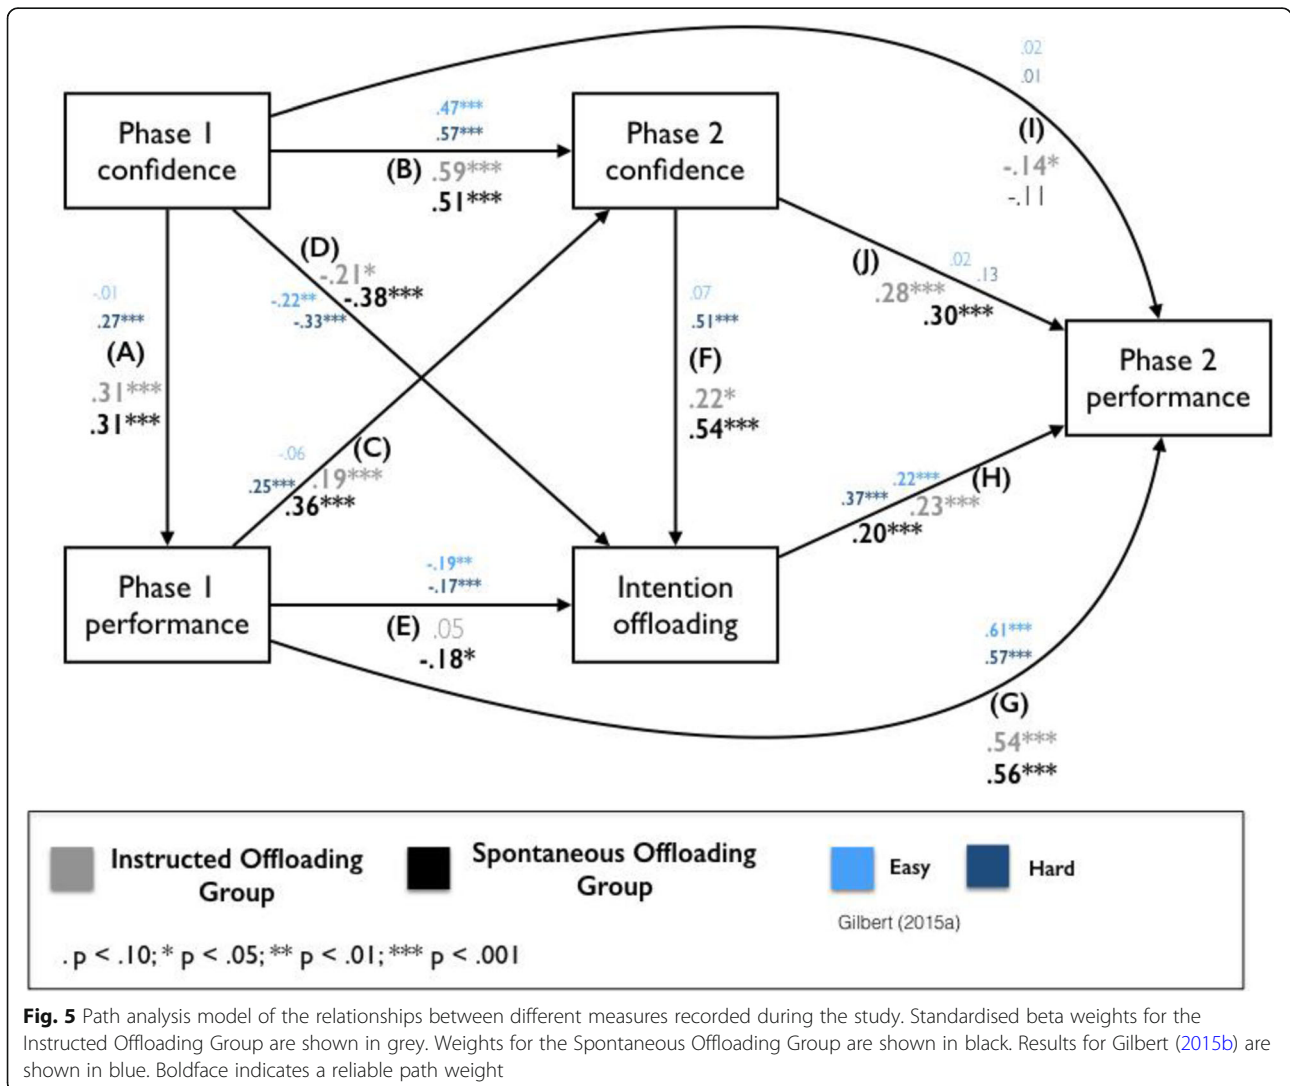 .02
.01
(I)
-.14*
-.11
Phase 1
confidence
.47***
.57***
(B) .59***
.51***
Phase 2
confidence
(D)
-.21*
-.22**
-.38***
-.33***
-.01
.27***
(A)
.31***
.31***
.07
.51***
(F)
.22*
.54***
(J)
.02
.13
.28***
.30***
Phase 2
performance
(C)
-.06
.19***
.25***
.36***
.22***
(H)
.37***
.23***
.20***
Phase 1
performance
-.19**
-.17***
(E) .05
-.18*
Intention
offloading
.61***
.57***
(G)
.54***
.56***
Instructed Offloading
Group
Spontaneous Offloading
Group
Easy
Hard
Gilbert (2015a)
. p < .10; * p < .05; ** p < .01; *** p < .001
Fig. 5 Path analysis model of the relationships between different measures recorded during the study. Standardised beta weights for the
Instructed Offloading Group are shown in grey. Weights for the Spontaneous Offloading Group are shown in black. Results for Gilbert (2015b) are
shown in blue. Boldface indicates a reliable path weight